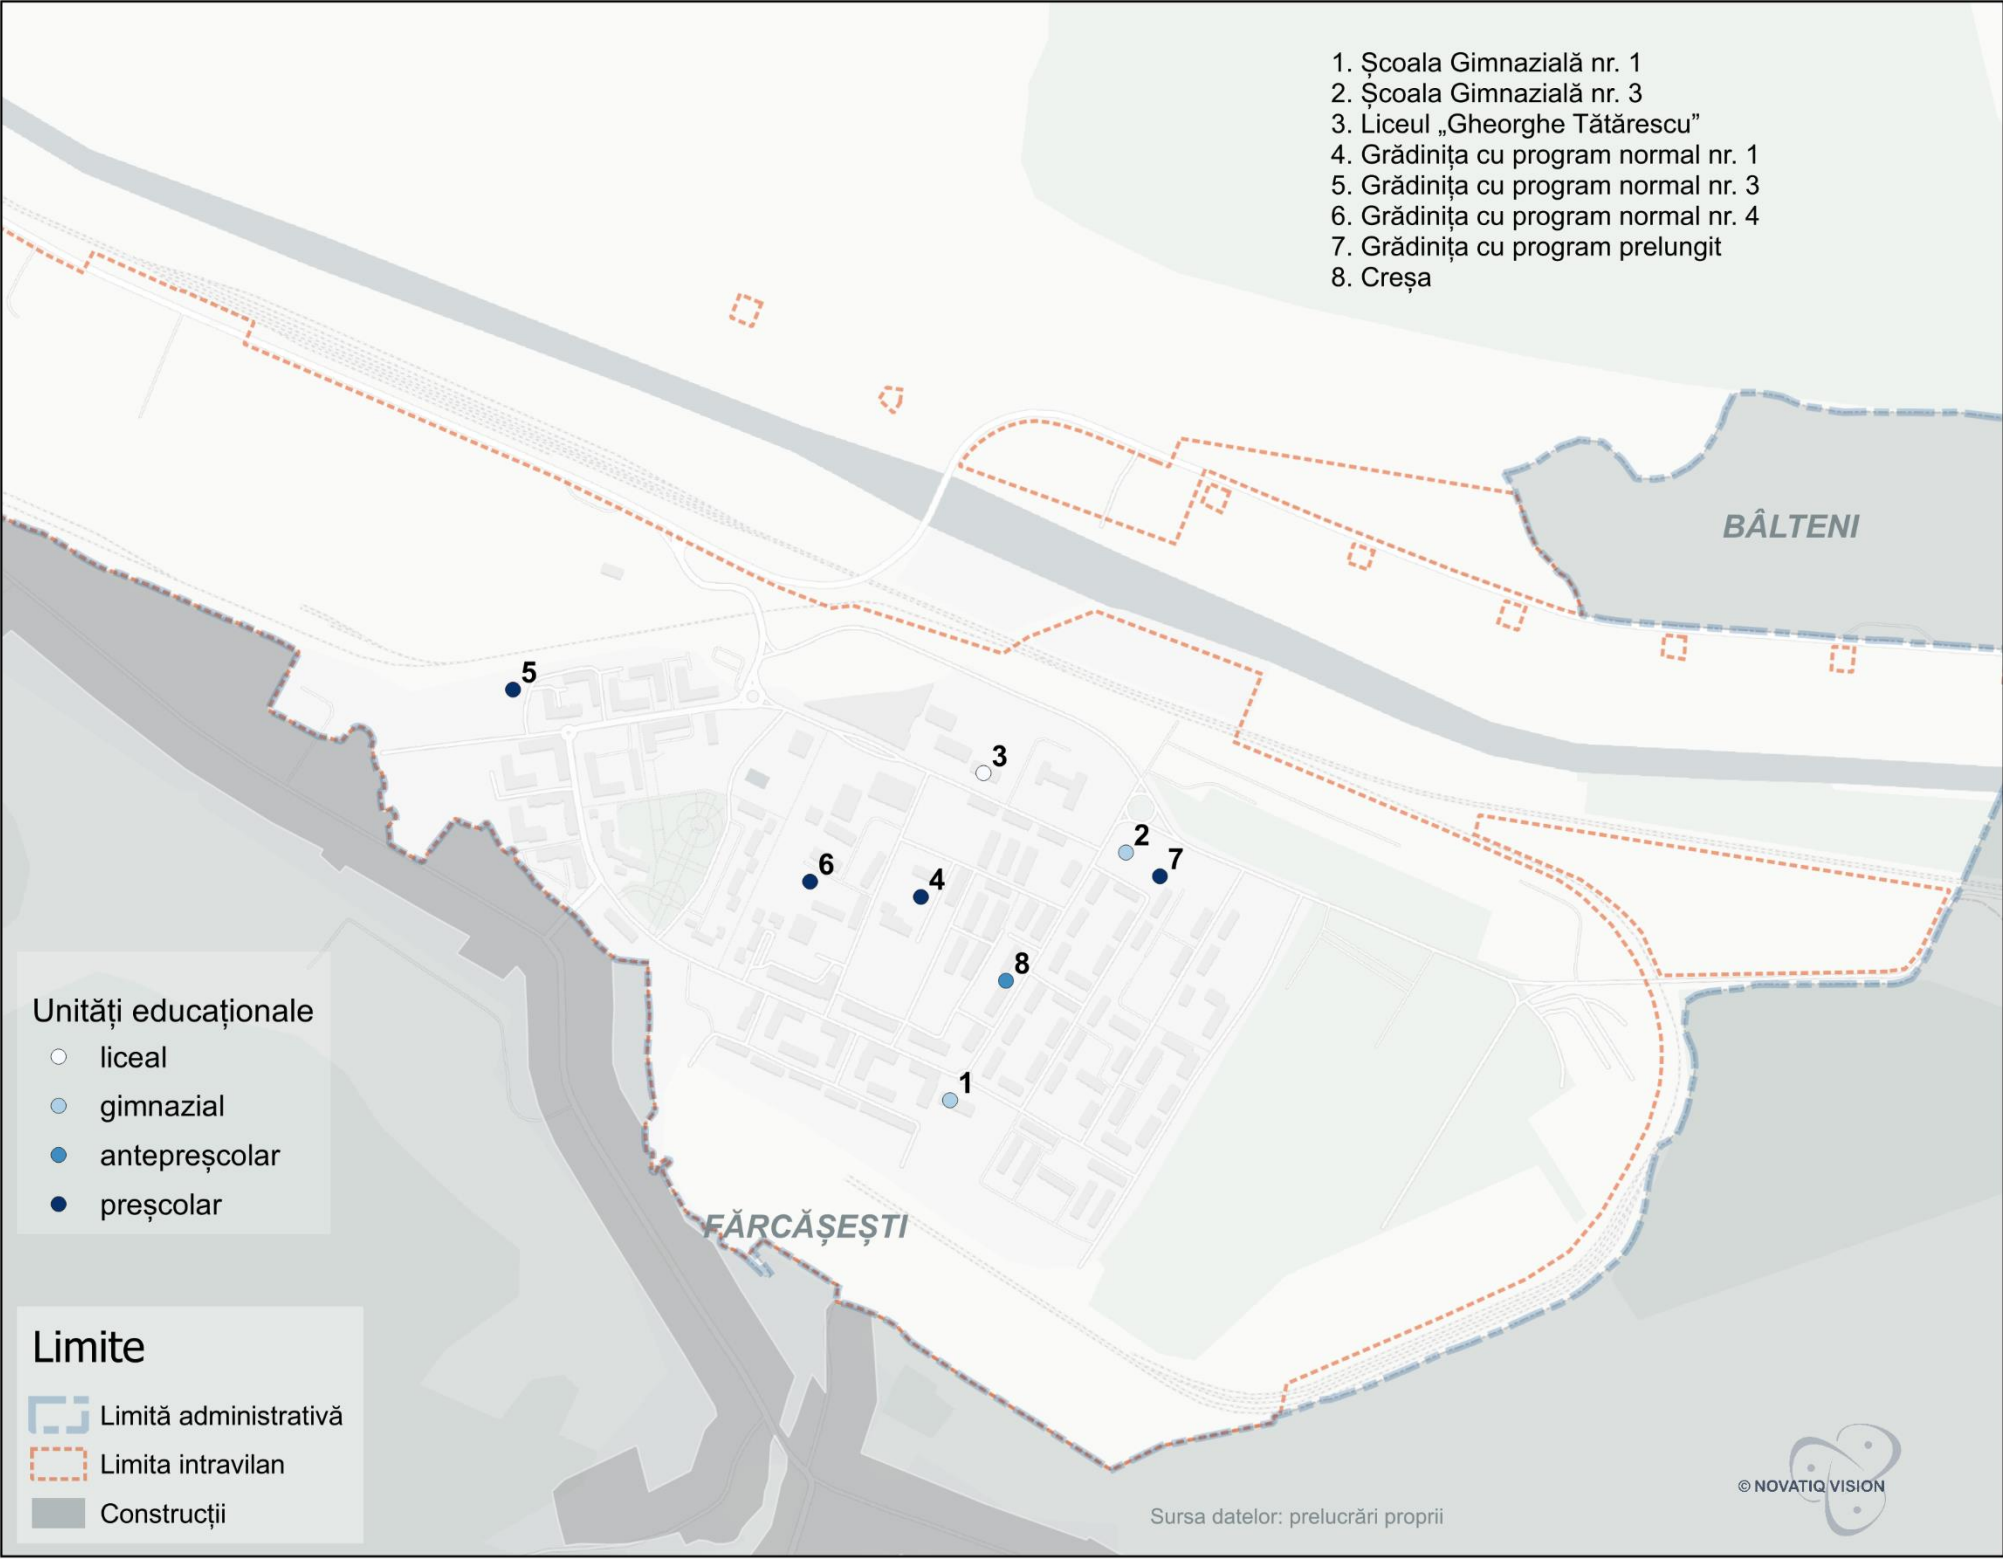 1. Școala Gimnazială nr. 1
2. Școala Gimnazială nr. 3
3. Liceul „Gheorghe Tătărescu”
4. Grădinița cu program normal nr. 1
5. Grădinița cu program normal nr. 3
6. Grădinița cu program normal nr. 4
7. Grădinița cu program prelungit
8. Creșa
BÂLTENI
5
3
2
7
6
4
8
1
FĂRCĂȘEȘTI
Unități educaționale
liceal
gimnazial
antepreșcolar
preșcolar
Limite
Limită administrativă
Limita intravilan
Construcții
Sursa datelor: prelucrări proprii
© NOVATIQ VISION